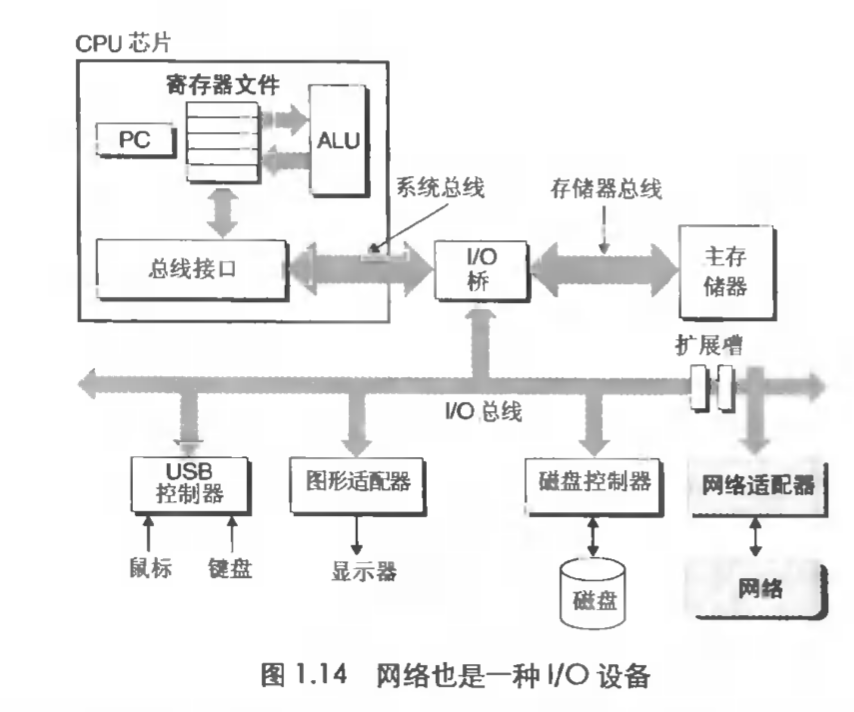 CPU 芯片
寄存器文件
PC
ALU
系统总线
存储器总线
总线接口
I/O
桥
主存
储器
扩展槽
I/O 总线
USB
控制器
图形适配器
磁盘控制器
网络适配器
鼠标
键盘
显示器
磁盘
网络
图 1.14 网络也是一种 I/O 设备